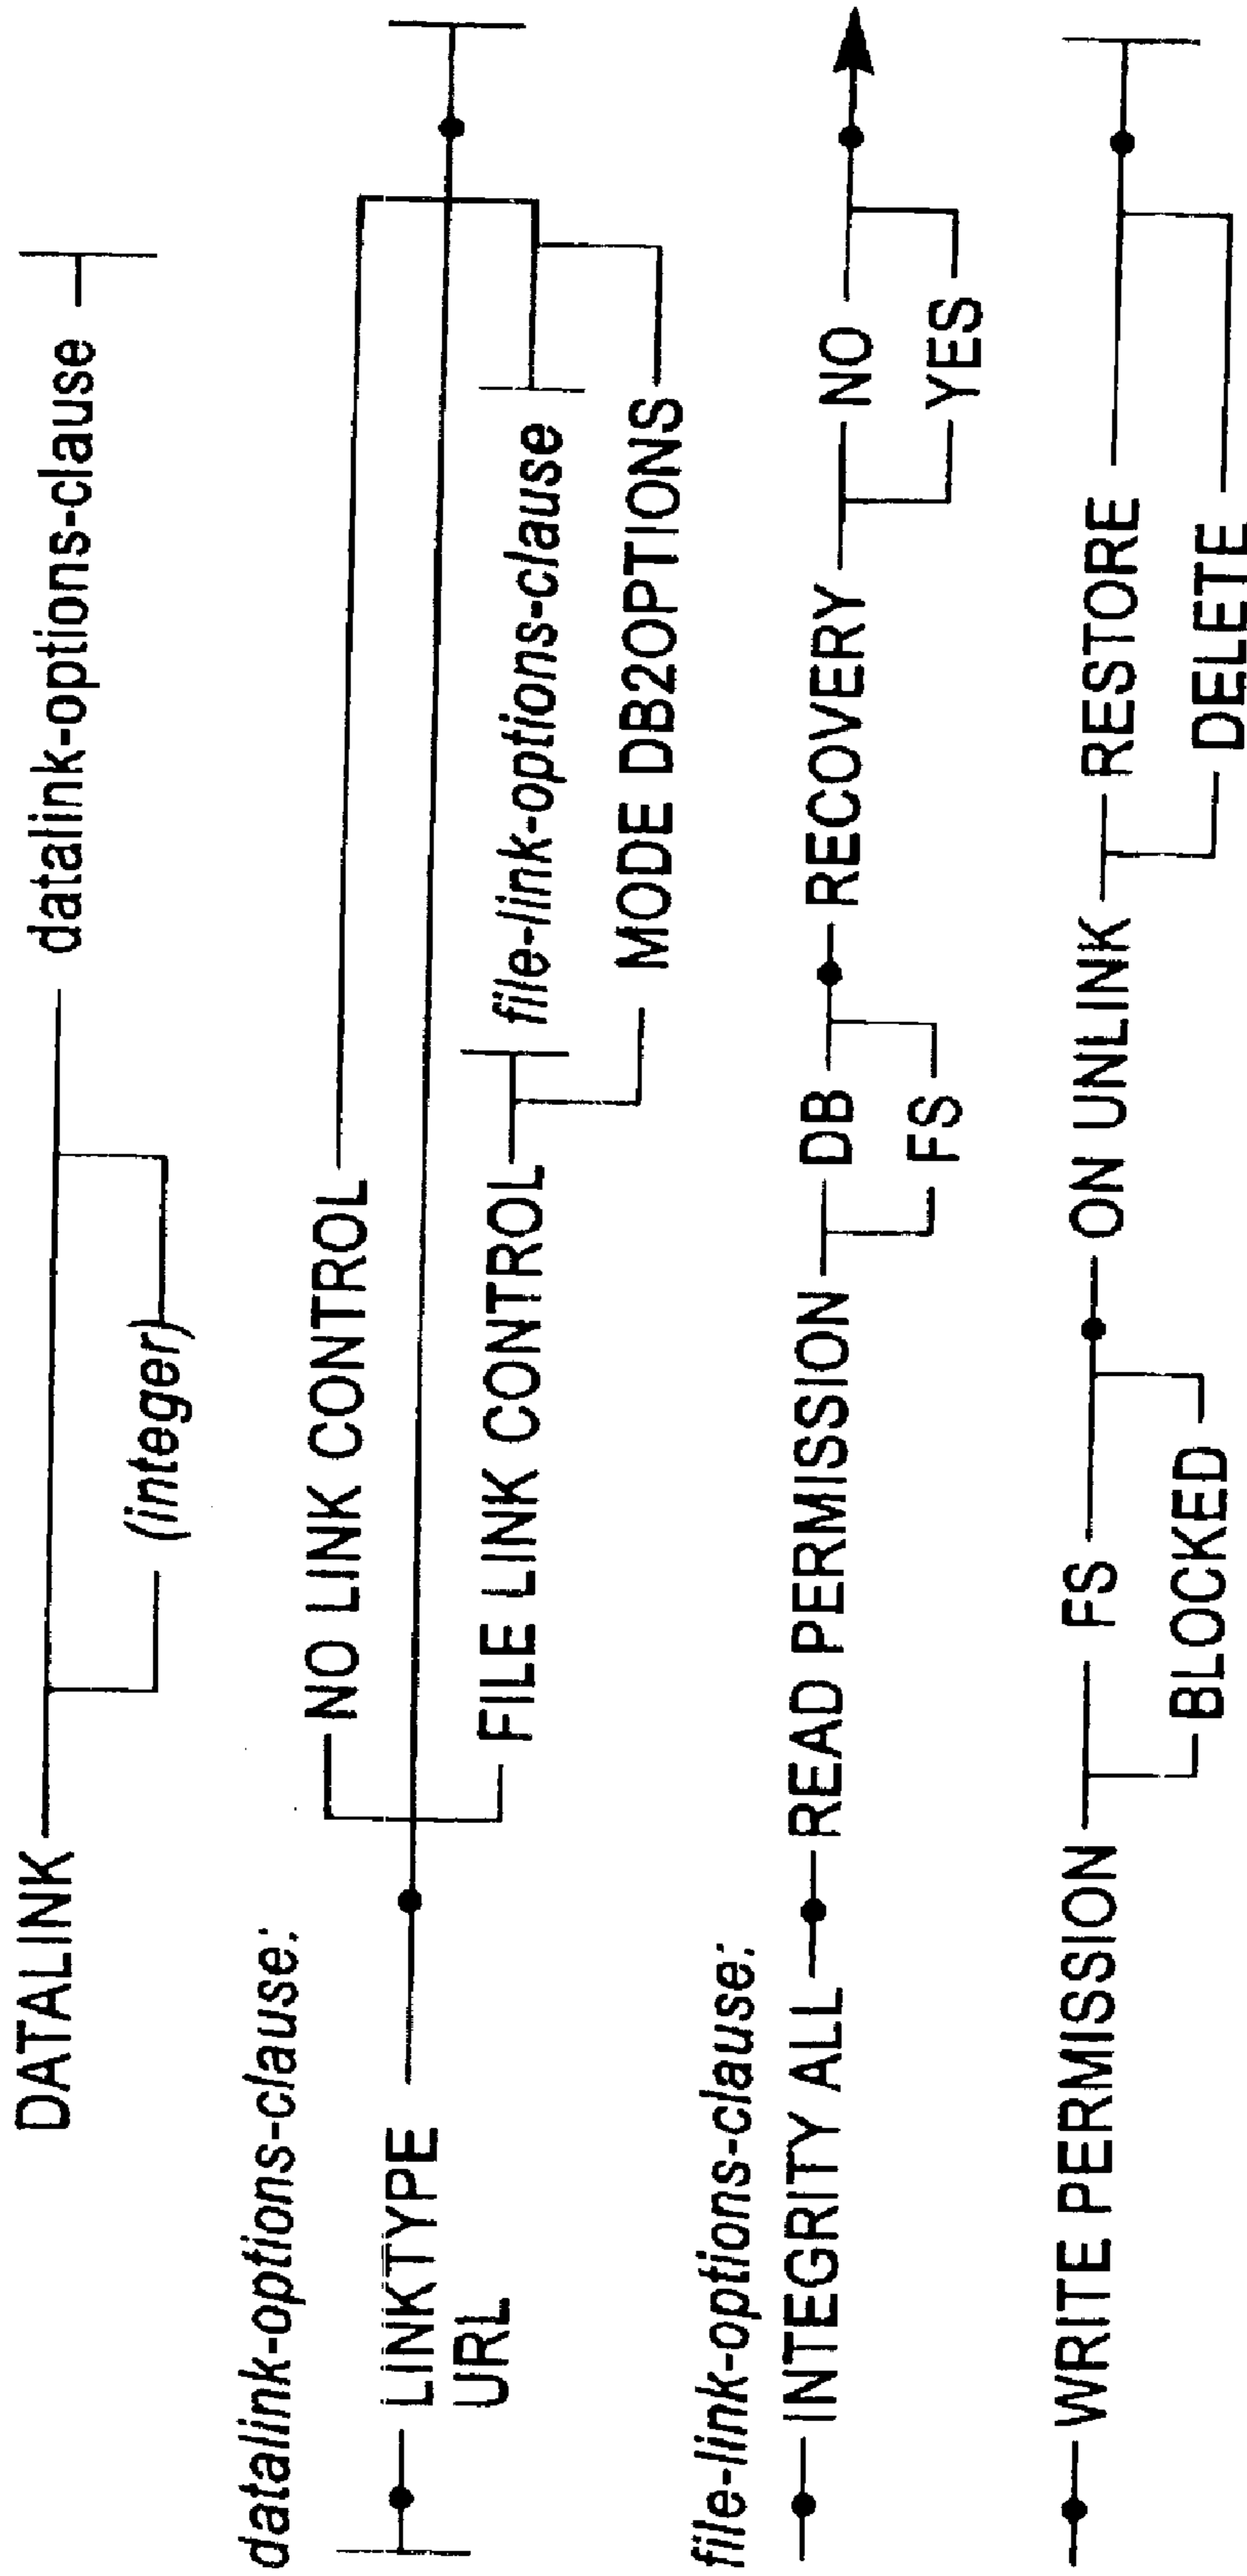 DATALINK datalink-options-clause
(integer)
datalink-options-clause:
NO LINK CONTROL
LINKTYPE
URL
FILE LINK CONTROL file-link-options-clause
MODE DB2OPTIONS
file-link-options-clause:
INTEGRITY ALL READ PERMISSION DB RECOVERY NO
FS YES
WRITE PERMISSION FS ON UNLINK RESTORE
BLOCKED DELETE